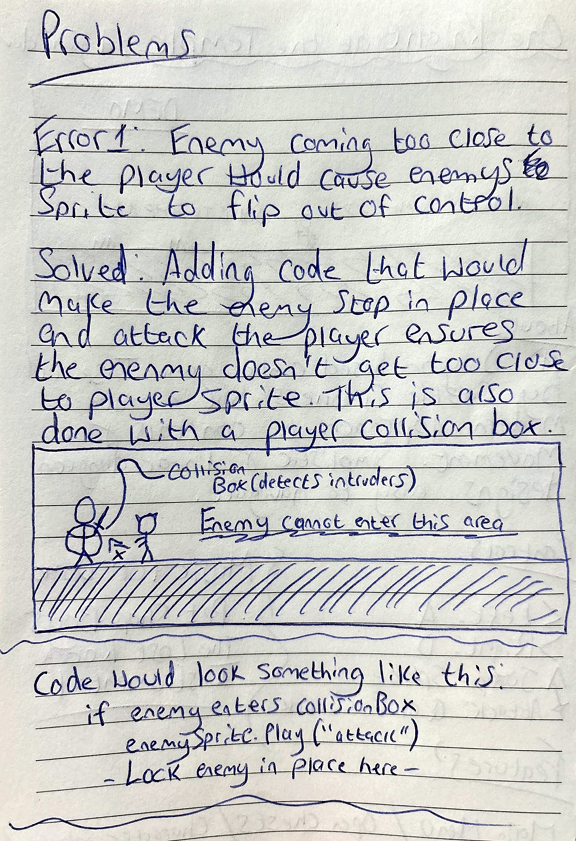 Problems
Error 1: Enemy coming too close to
the player would cause enemys
Sprite to flip out of control.
Solved: Adding code that would
make the enemy stop in place
and attack the player ensures
the enenmy doesn't get too close
to player sprite. This is also
done with a player collision box.
Collision
Box (detects intruders)
Enemy cannot enter this area
Code would look something like this:
if enemy enters collisionBox
enemySprite.Play ("attack")
- Lock enemy in place here -